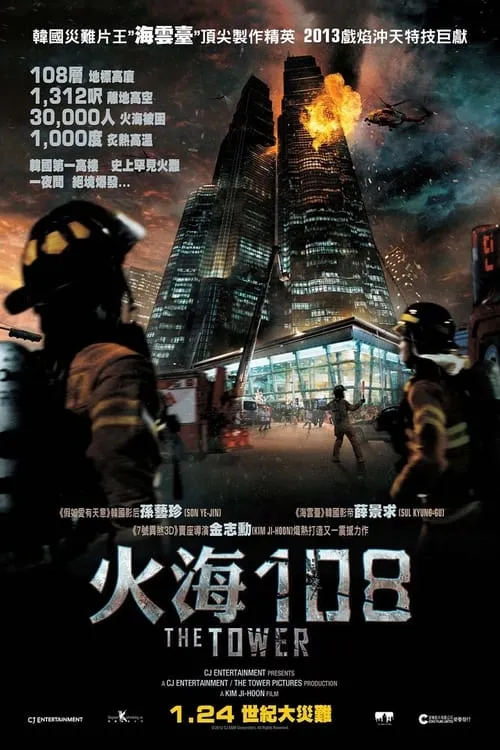 韓國災難片王"海雲臺"頂尖製作精英 2013戲焰沖天特技巨獻
108層 地標高度
1,312呎 離地高空
30,000人 火海被困
1,000度 炙熱高溫
韓國第一高樓 史上罕見火難
一夜間 絕境爆發...
《假如愛有天意》韓國影后孫藝珍(SON YE-JIN) 《海雲臺》韓國影帝薛景求(SUL KYUNG-GU)
《7號實熱3D》賣座導演金志勳(KIM JI-HOON)熾熱打造又一震撼力作
火海108
THE TOWER
CJ ENTERTAINMENT PRESENTS
A CJ ENTERTAINMENT / THE TOWER PICTURES PRODUCTION
A KIM JI-HOON FILM
1.24 世紀大災難
CJ ENTERTAINMENT